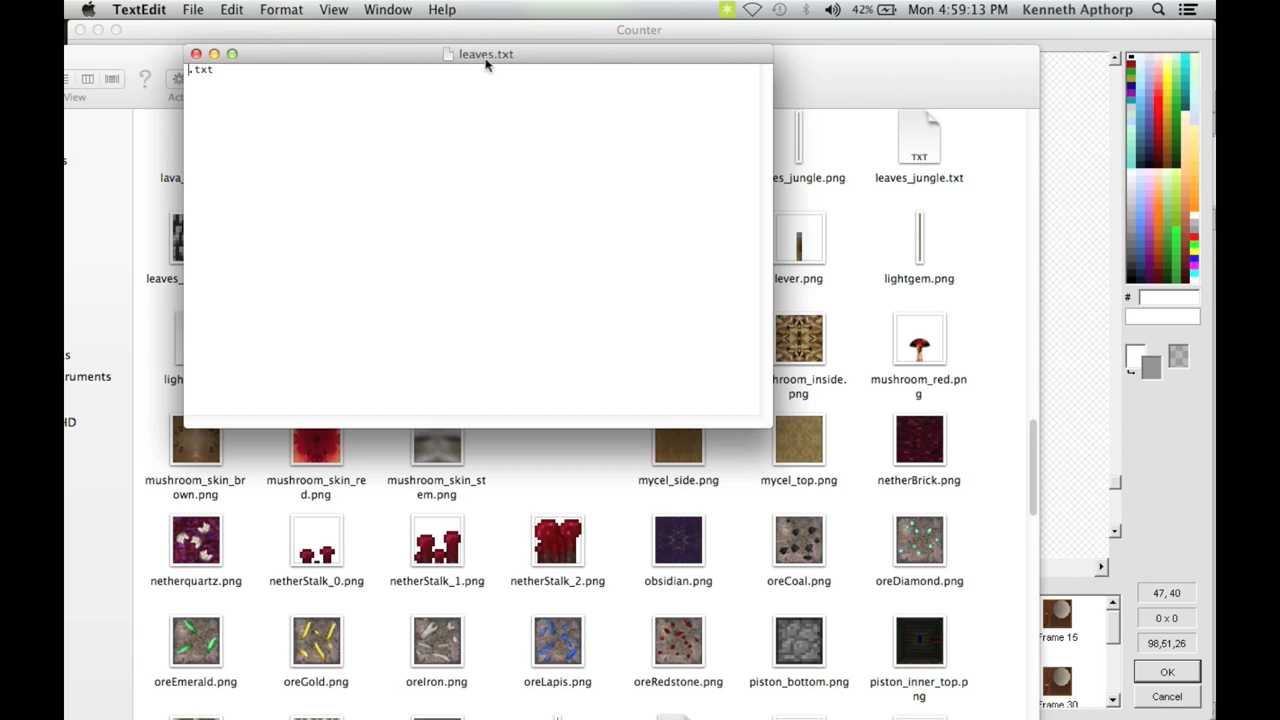 TextEdit File Edit Format View Window Help 42% Mon 4:59:13 PM Kenneth Apthorp
Counter
leaves.txt
.txt
View
?
Act
lava_
es_jungle.png
TXT
leaves_jungle.txt
leaves_
lever.png
lightgem.png
#
ts
ruments
HD
ligh
hroom_inside.
png
mushroom_red.pn
g
mushroom_skin_br
own.png
mushroom_skin_re
d.png
mushroom_skin_st
em.png
mycel_side.png
mycel_top.png
netherBrick.png
netherquartz.png
netherStalk_0.png
netherStalk_1.png
netherStalk_2.png
obsidian.png
oreCoal.png
oreDiamond.png
47, 40
0 x 0
98,51,26
Frame 15
oreEmerald.png
oreGold.png
oreIron.png
oreLapis.png
oreRedstone.png
piston_bottom.png
piston_inner_top.p
ng
OK
Cancel
Frame 30